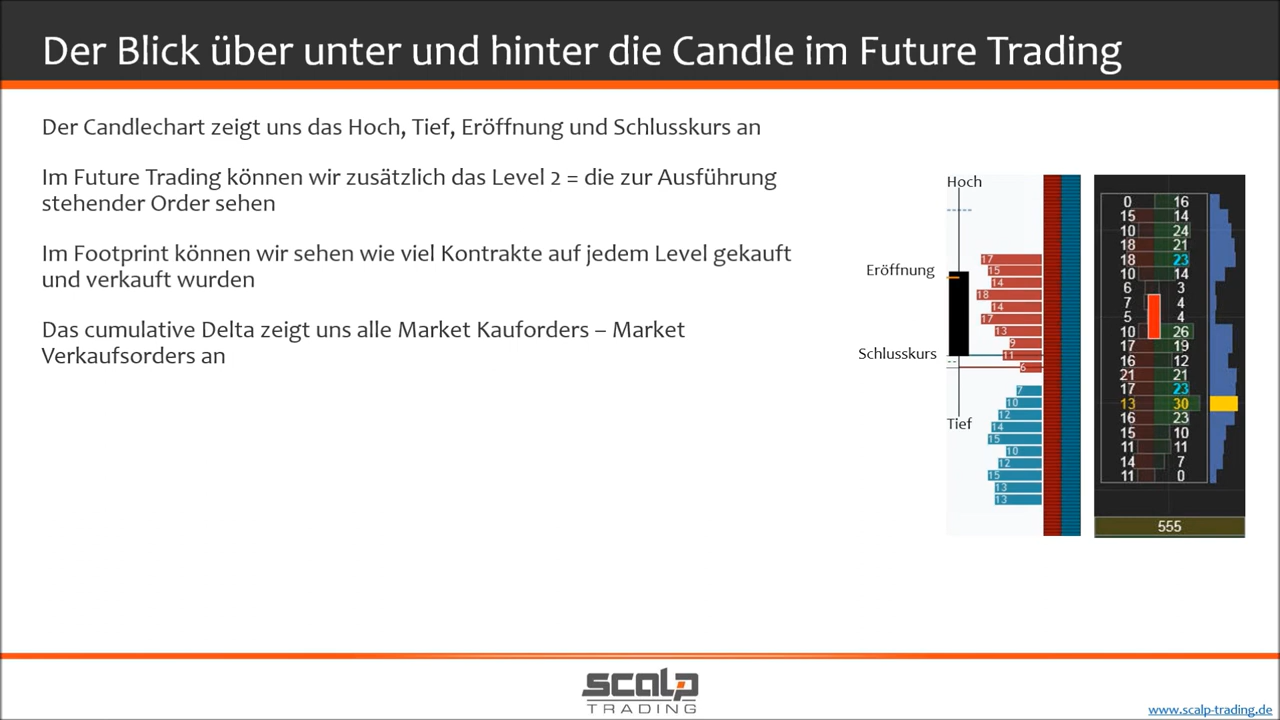 Der Blick über unter und hinter die Candle im Future Trading
Der Candlechart zeigt uns das Hoch, Tief, Eröffnung und Schlusskurs an
Im Future Trading können wir zusätzlich das Level 2 = die zur Ausführung
stehender Order sehen
Im Footprint können wir sehen wie viel Kontrakte auf jedem Level gekauft
und verkauft wurden
Das cumulative Delta zeigt uns alle Market Kauforders – Market
Verkaufsorders an
Hoch
Eröffnung
Schlusskurs
Tief
17
15
14
18
14
17
13
9
11
6
7
10
12
14
15
10
12
15
13
13
0 16
15 14
10 24
18 21
18 23
10 14
6 3
7 4
5 4
10 26
17 19
16 12
21 21
17 23
13 30
16 23
15 10
11 11
14 7
11 0
555
scalp
TRADING
www.scalp-trading.de